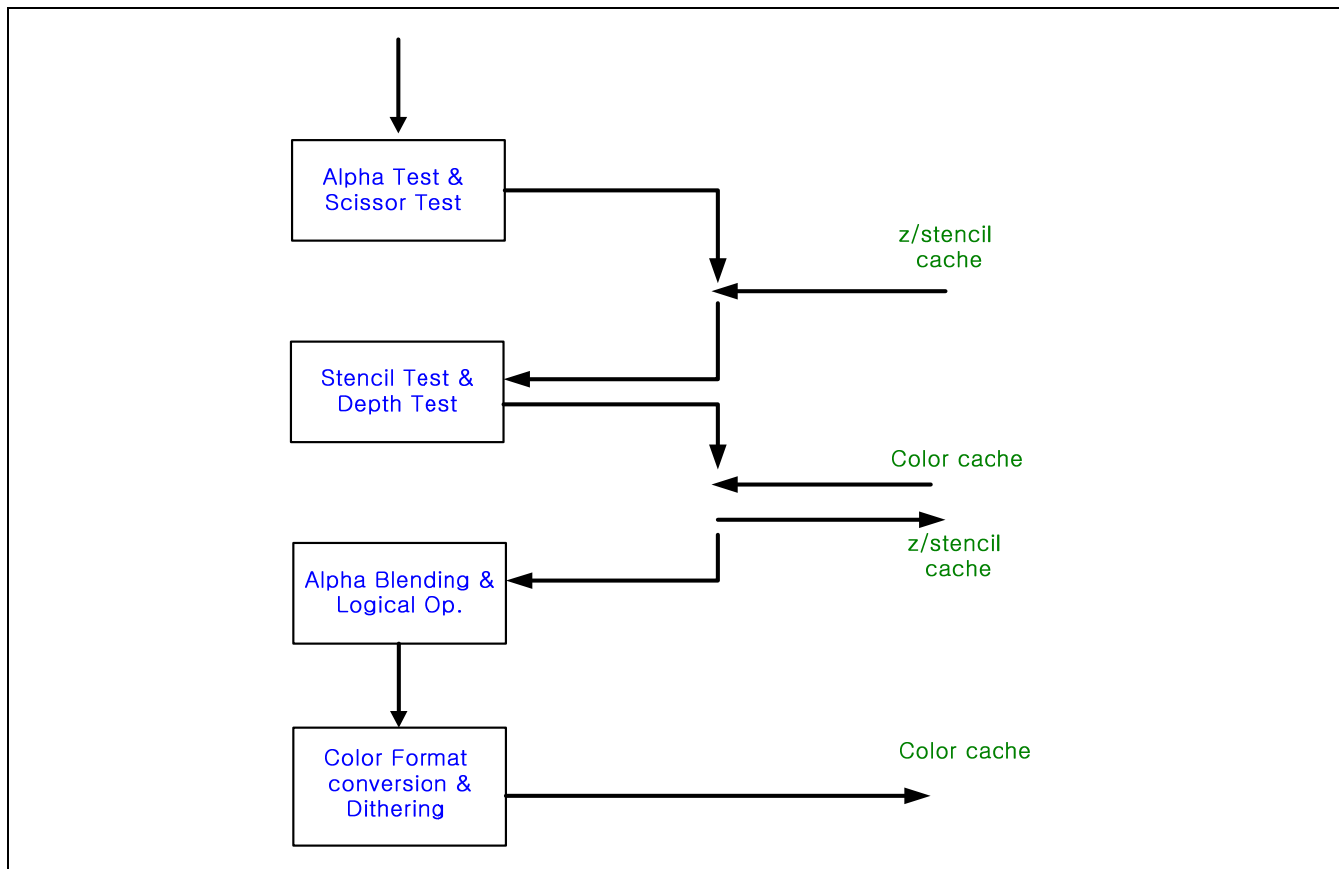 Alpha Test &
Scissor Test
z/stencil
cache
Stencil Test &
Depth Test
Color cache
z/stencil
cache
Alpha Blending &
Logical Op.
Color Format
conversion &
Dithering
Color cache